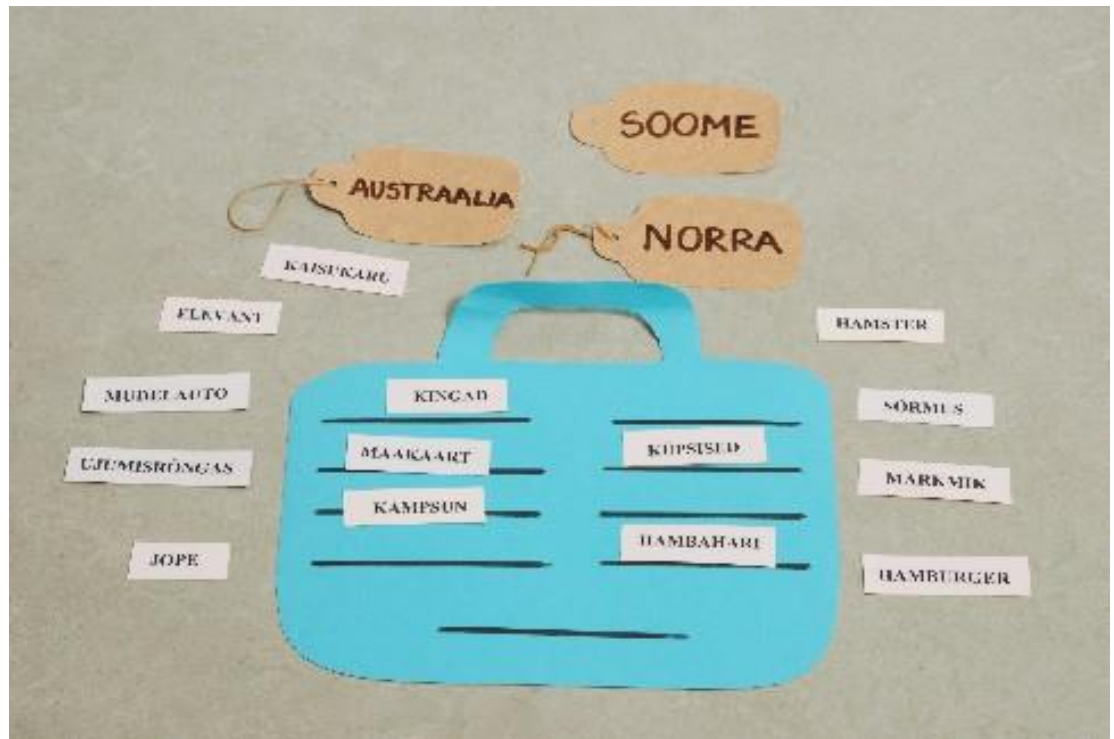 SOOME
AUSTRAALIA
NORRA
KAISUKARU
ELEVANT
HAMSTER
MUDELAUTO
KINGAD
SÕRMUS
UJUMISRÕNGAS
MAAKAART
KÜPSISED
MÄRKMIK
KAMPSUN
JOPE
HAMBAHARI
HAMBURGER